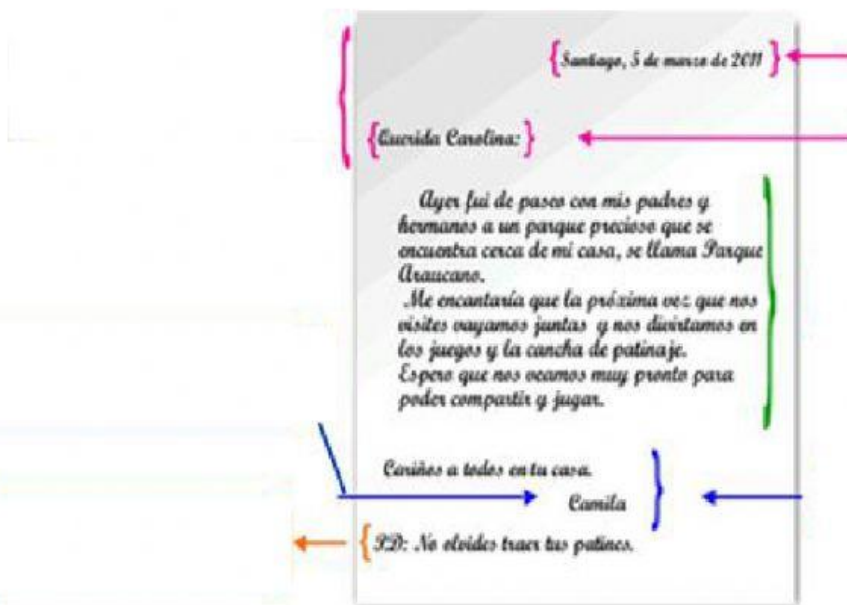 Santiago, 5 de marzo de 2011
Querida Carolina:
Ayer fui de paseo con mis padres y
hermanos a un parque precioso que se
encuentra cerca de mi casa, se llama Parque
Araucano.
Me encantaría que la próxima vez que nos
visites vayamos juntas y nos divirtamos en
los juegos y la cancha de patinaje.
Espero que nos veamos muy pronto para
poder compartir y jugar.
Cariños a todos en tu casa.
Camila
PD: No olvides traer tus patines.